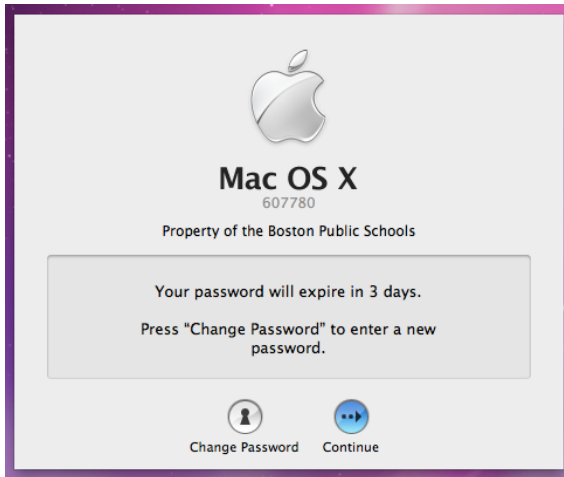 Mac OS X
607780
Property of the Boston Public Schools
Your password will expire in 3 days.
Press “Change Password” to enter a new
password.
Change Password
Continue